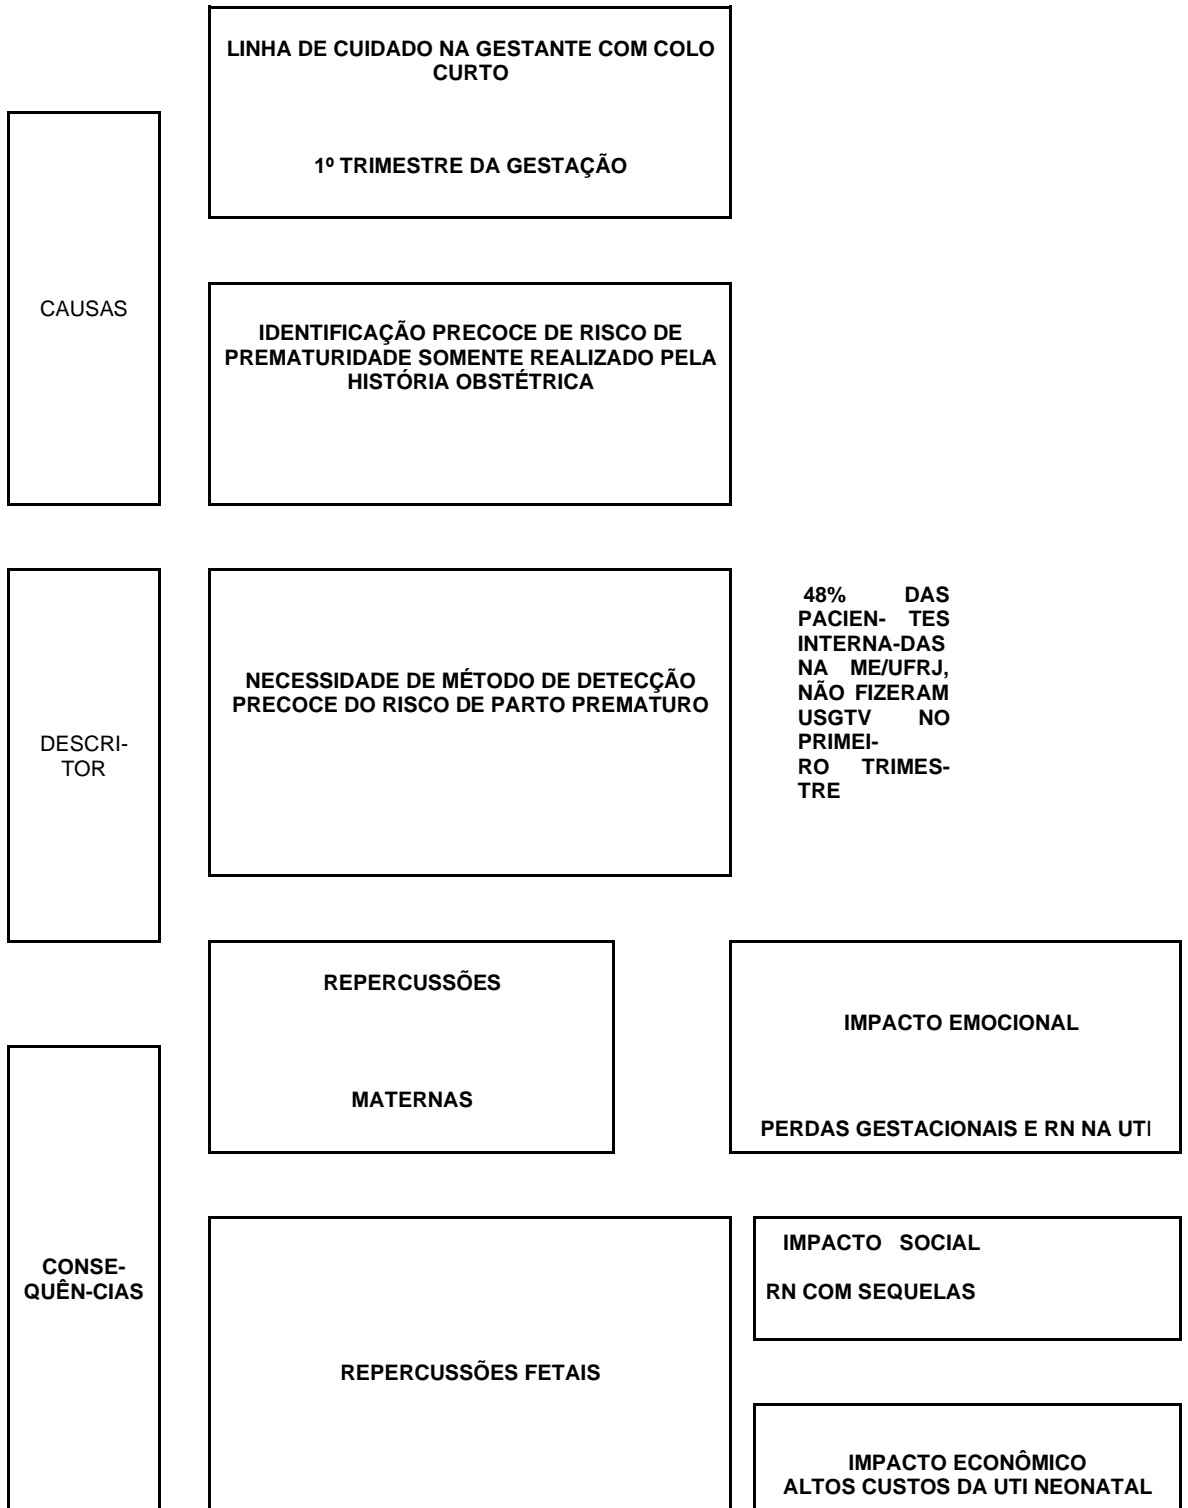 LINHA DE CUIDADO NA GESTANTE COM COLO
CURTO
1º TRIMESTRE DA GESTAÇÃO
CAUSAS
IDENTIFICAÇÃO PRECOCE DE RISCO DE
PREMATURIDADE SOMENTE REALIZADO PELA
HISTÓRIA OBSTÉTRICA
DESCRI-
TOR
NECESSIDADE DE MÉTODO DE DETECÇÃO
PRECOCE DO RISCO DE PARTO PREMATURO
48% DAS
PACIEN- TES
INTERNA-DAS
NA ME/UFRJ,
NÃO FIZERAM
USGTV NO
PRIMEI-
RO TRIMES-
TRE
CONSE-
QUÊN-CIAS
REPERCUSSÕES
MATERNAS
IMPACTO EMOCIONAL
PERDAS GESTACIONAIS E RN NA UTI
REPERCUSSÕES FETAIS
IMPACTO SOCIAL
RN COM SEQUELAS
IMPACTO ECONÔMICO
ALTOS CUSTOS DA UTI NEONATAL